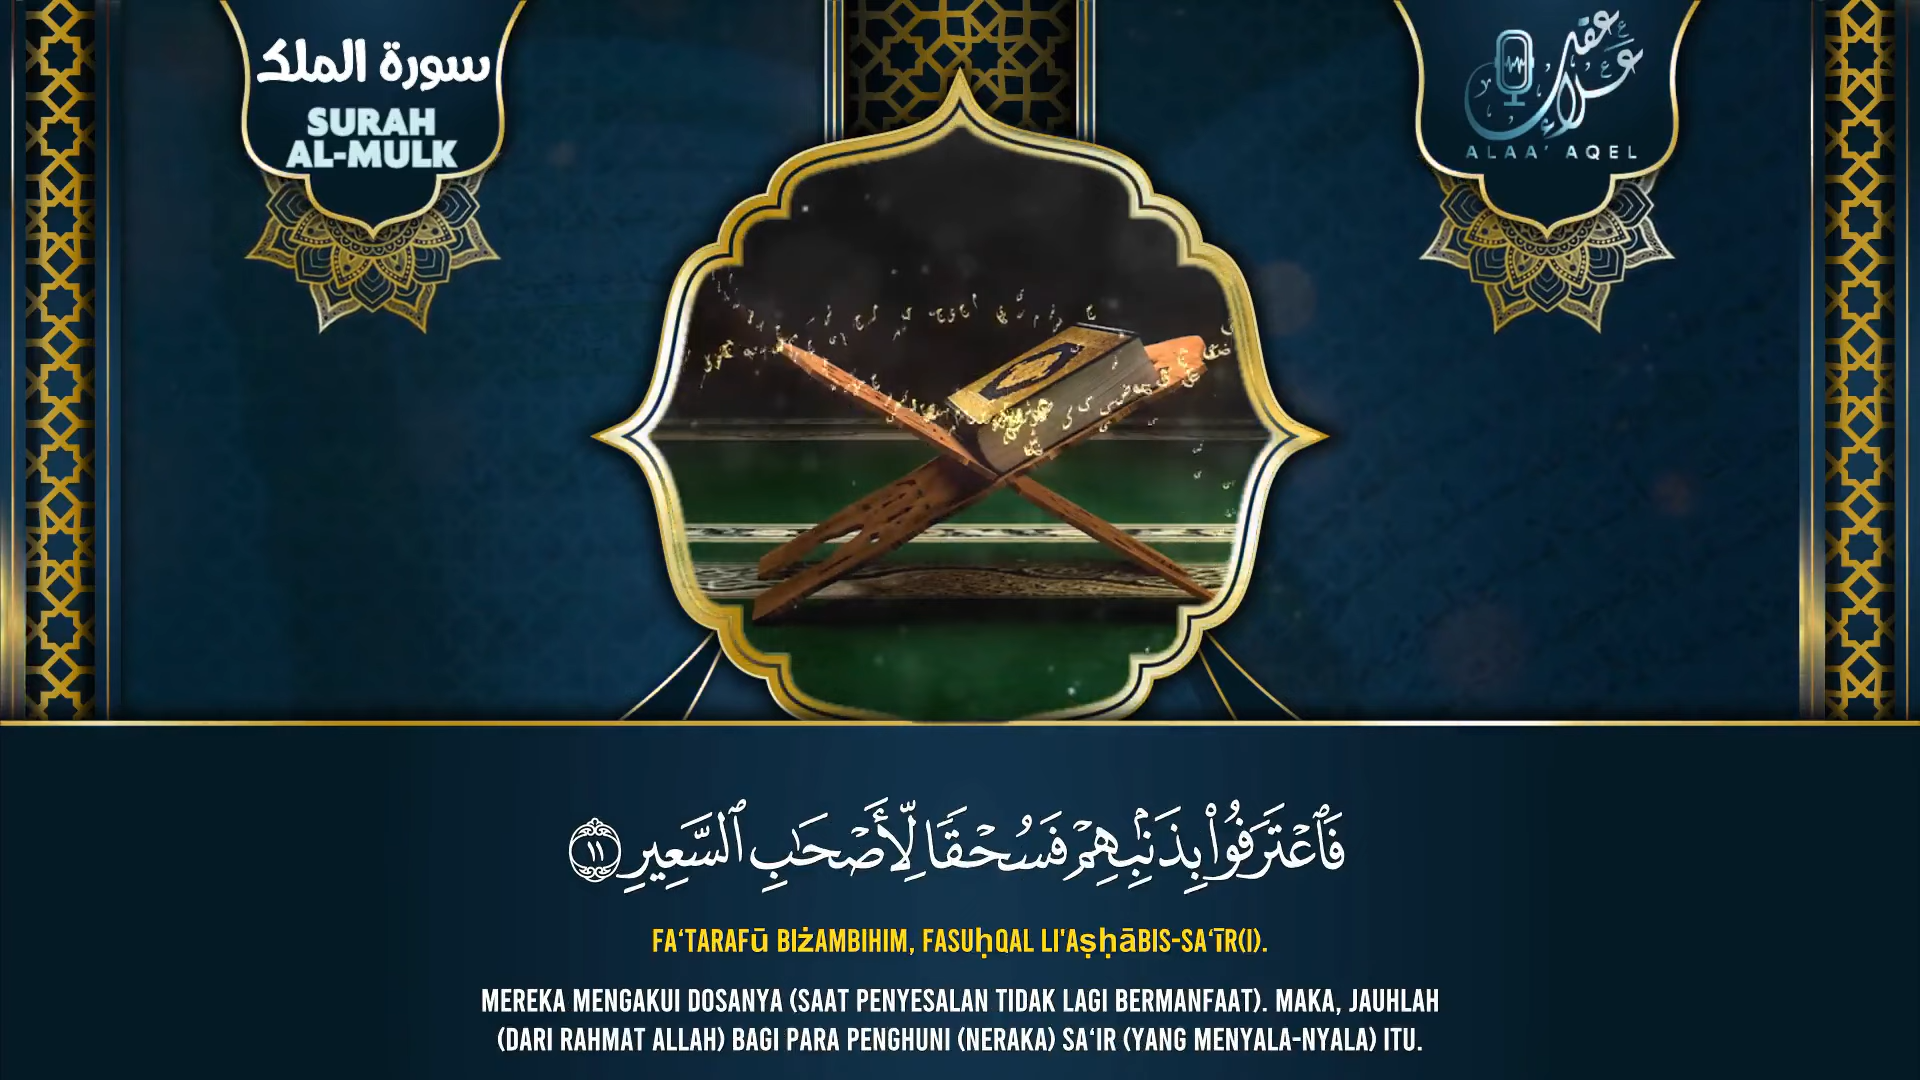 سورة الملك
SURAH
AL-MULK
علاء عقل
ALAA' AQEL
فَٱعْتَرَفُوا۟ بِذَنۢبِهِمْ فَسُحْقًا لِّأَصْحَـٰبِ ٱلسَّعِيرِ ١١
FA‘TARAFŪ BIŻAMBIHIM, FASUḥQAL LI'AṣḥāBIS-SA‘ĪR(I).
MEREKA MENGAKUI DOSANYA (SAAT PENYESALAN TIDAK LAGI BERMANFAAT). MAKA, JAUHLAH
(DARI RAHMAT ALLAH) BAGI PARA PENGHUNI (NERAKA) SA‘IR (YANG MENYALA-NYALA) ITU.